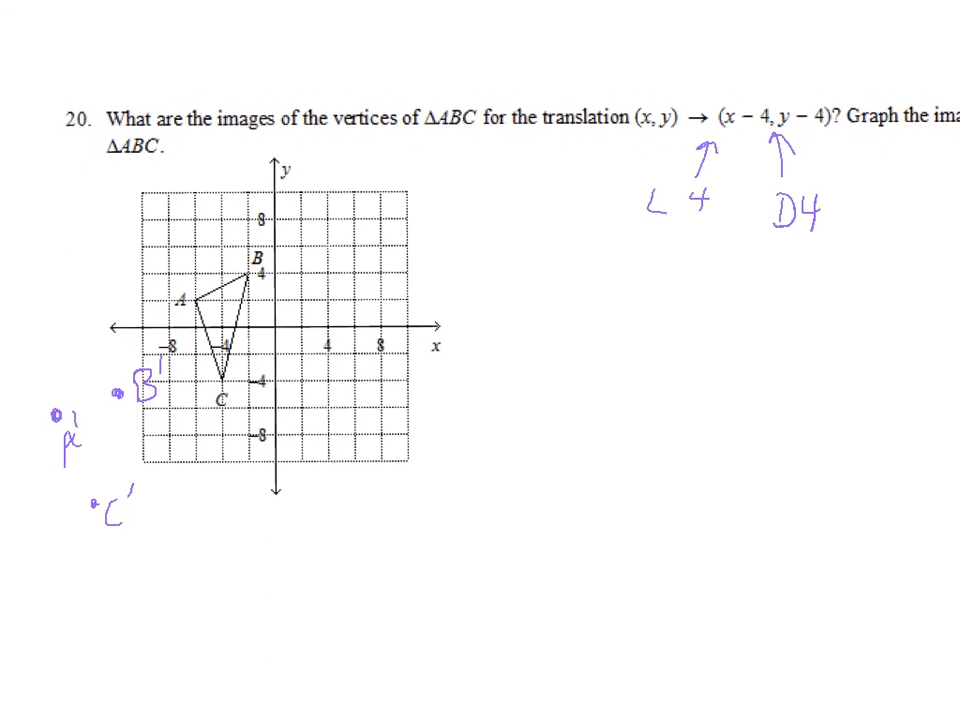 20. What are the images of the vertices of ΔABC for the translation (x, y) → (x − 4, y − 4)? Graph the ima
ΔABC.
L 4 D4
y
8
B
4
A
−8 −4 4 8 x
B'
−4
C
A'
−8
C'